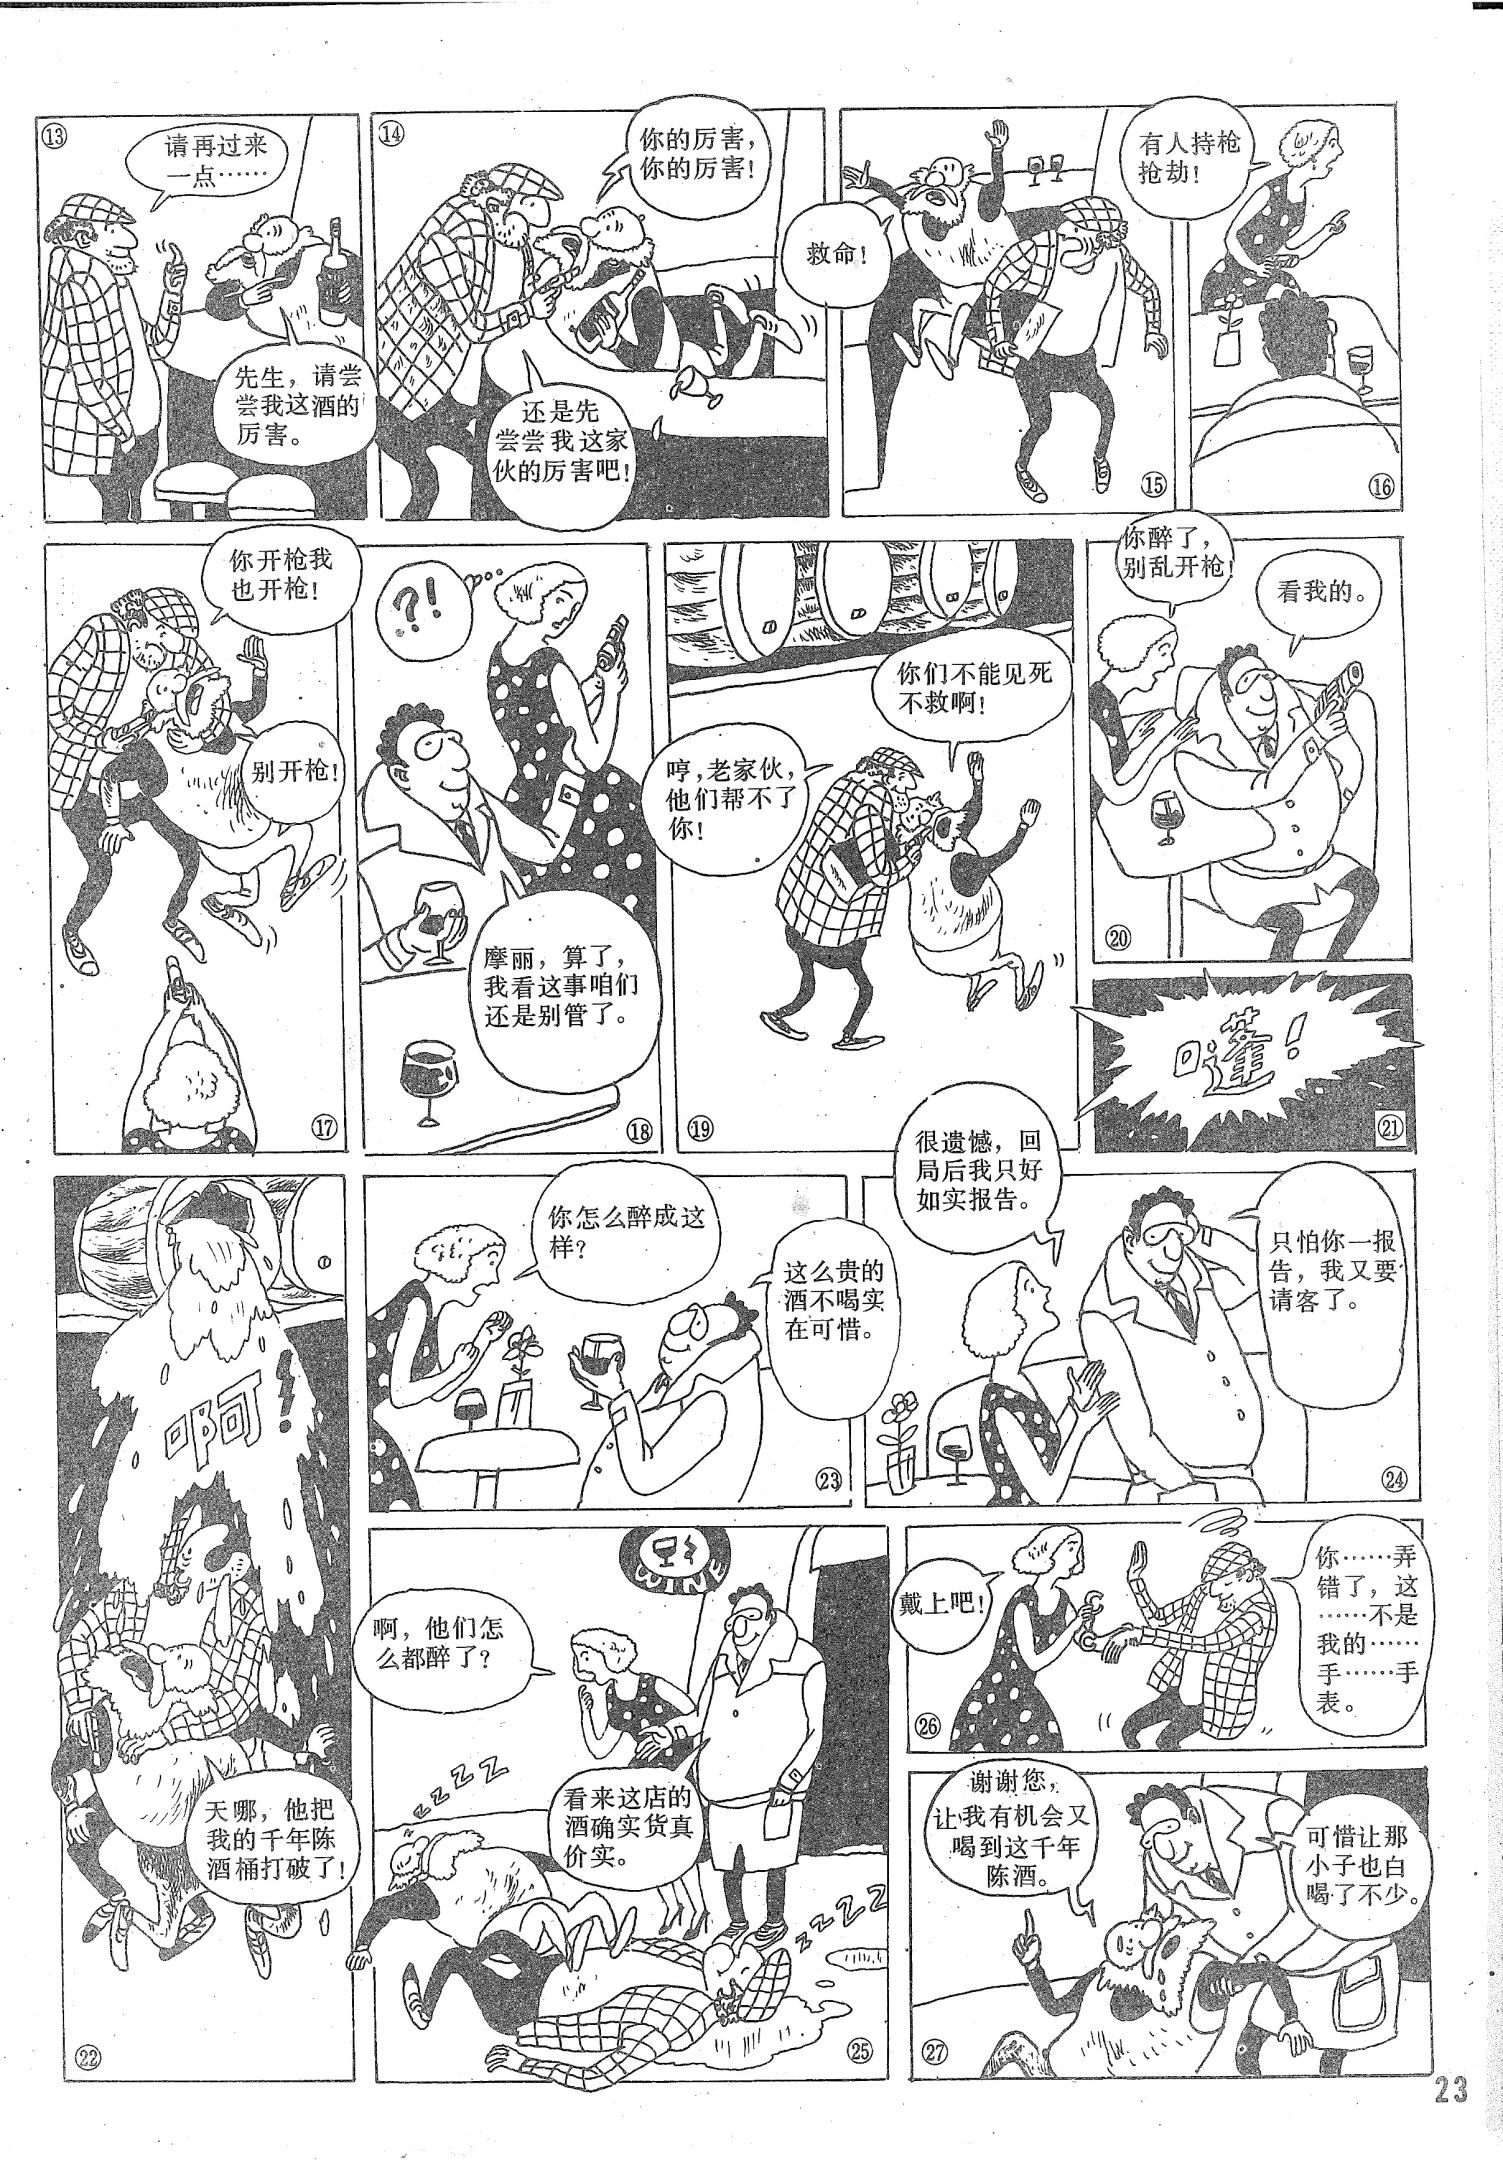 ⑬
请再过来
一点……
先生，请尝
尝我这酒的
厉害。
⑭
你的厉害，
你的厉害！
还是先
尝尝我这家
伙的厉害吧！
救命！
⑮
有人持枪
抢劫！
⑯
你开枪我
也开枪！
别开枪！
⑰
?!
摩丽，算了，
我看这事咱们
还是别管了。
⑱
你们不能见死
不救啊！
哼，老家伙，
他们帮不了
你！
⑲
你醉了，
别乱开枪！
看我的。
⑳
嘭！
㉑
啊！
天哪，他把
我的千年陈
酒桶打破了！
㉒
你怎么醉成这
样？
这么贵的
酒不喝实
在可惜。
㉓
很遗憾，回
局后我只好
如实报告。
只怕你一报
告，我又要
请客了。
㉔
WINE
啊，他们怎
么都醉了？
看来这店的
酒确实货真
价实。
zzZZZ
zzZZZ
㉕
戴上吧！
你……弄
错了，这
……不是
我的……
手……手
表。
㉖
谢谢您，
让我有机会又
喝到这千年
陈酒。
可惜让那
小子也白
喝了不少。
㉗
23